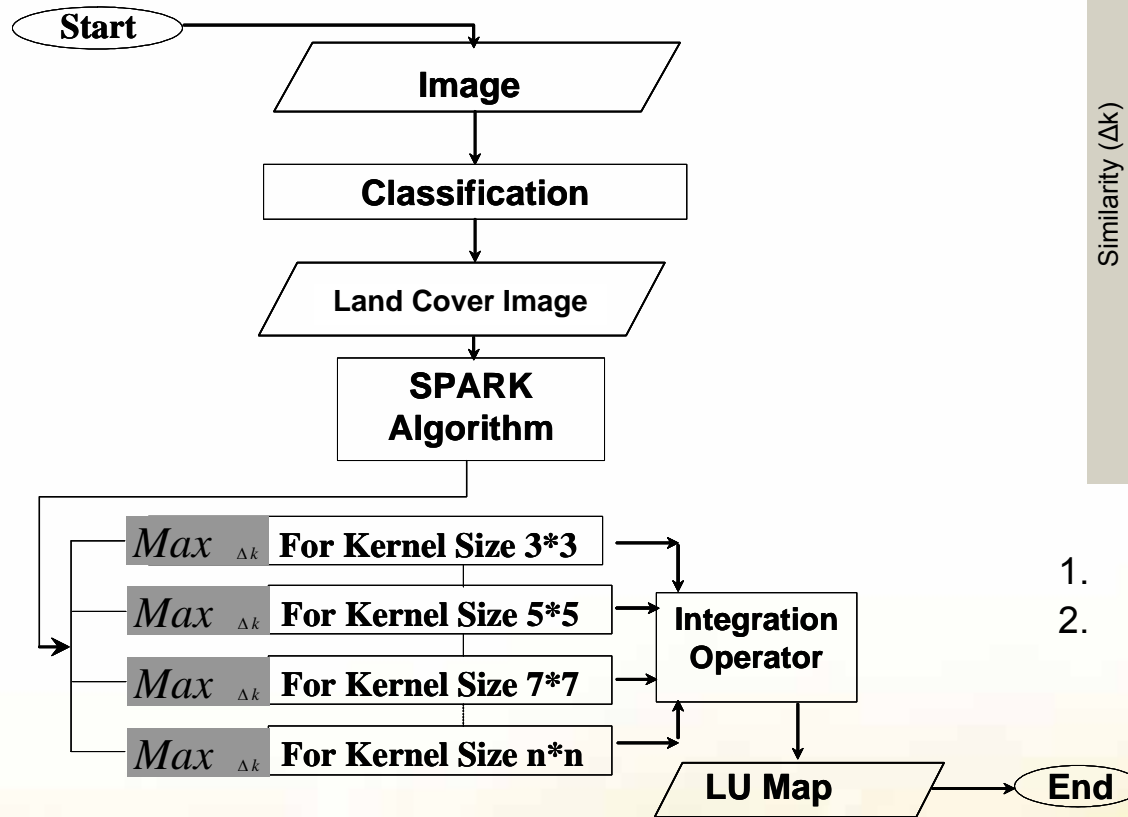 Start
Image
Classification
Land Cover Image
SPARK
Algorithm
Max Δk For Kernel Size 3*3
Max Δk For Kernel Size 5*5
Max Δk For Kernel Size 7*7
Max Δk For Kernel Size n*n
Integration
Operator
LU Map
End
Similarity (Δk)
1.
2.